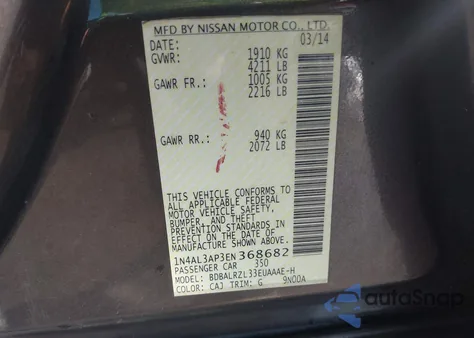 MFD BY NISSAN MOTOR CO., LTD.
DATE: 03/14
GVWR: 1910 KG
4211 LB
GAWR FR.: 1005 KG
2216 LB
GAWR RR.: 940 KG
2072 LB
THIS VEHICLE CONFORMS TO
ALL APPLICABLE FEDERAL
MOTOR VEHICLE SAFETY,
BUMPER, AND THEFT
PREVENTION STANDARDS IN
EFFECT ON THE DATE OF
MANUFACTURE SHOWN ABOVE.
1N4AL3AP3EN368682
PASSENGER CAR 350
MODEL: BDBALRZL33EUAAAE-H
COLOR: CAJ TRIM: G 9NOOA
autoSnap